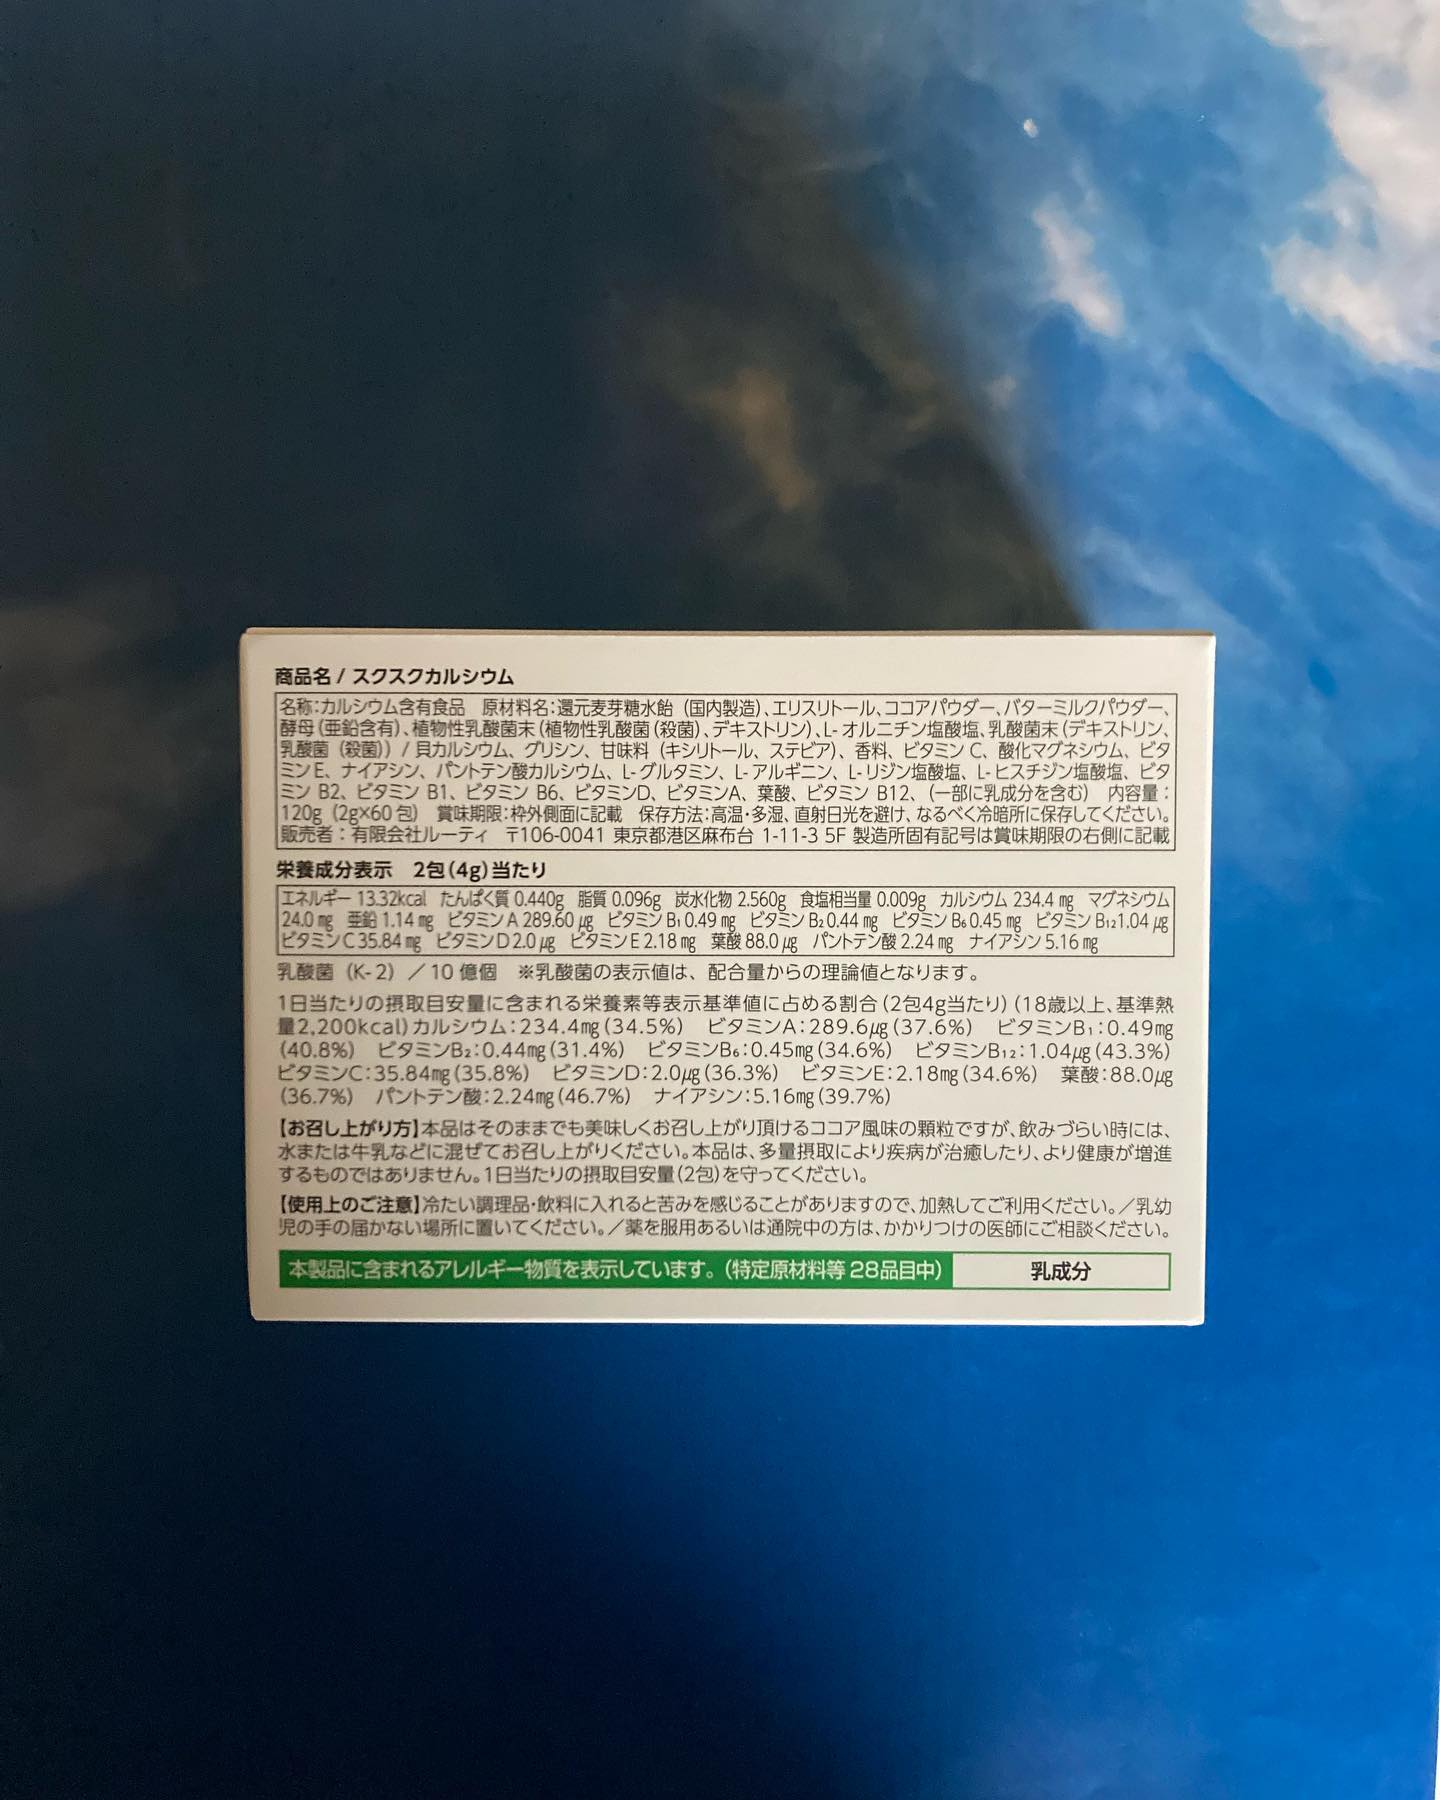 商品名 / スクスクカルシウム
名称:カルシウム含有食品　原材料名:還元麦芽糖水飴（国内製造）、エリスリトール、ココアパウダー、バターミルクパウダー、
酵母（亜鉛含有）、植物性乳酸菌末（植物性乳酸菌（殺菌）、デキストリン）、L-オルニチン塩酸塩、乳酸菌末（デキストリン、
乳酸菌（殺菌））/ 貝カルシウム、グリシン、甘味料（キシリトール、ステビア）、香料、ビタミン C、酸化マグネシウム、ビタ
ミン E、ナイアシン、パントテン酸カルシウム、L-グルタミン、L-アルギニン、L-リジン塩酸塩、L-ヒスチジン塩酸塩、ビタ
ミン B2、ビタミン B1、ビタミン B6、ビタミンD、ビタミンA、葉酸、ビタミン B12、（一部に乳成分を含む）　内容量：
120g（2g×60 包）　賞味期限：枠外側面に記載　保存方法：高温・多湿、直射日光を避け、なるべく冷暗所に保存してください。
販売者：有限会社ルーティ　〒106-0041 東京都港区麻布台 1-11-3 5F 製造所固有記号は賞味期限の右側に記載
栄養成分表示　2包（4g）当たり
エネルギー 13.32kcal　たんぱく質 0.440g　脂質 0.096g　炭水化物 2.560g　食塩相当量 0.009g　カルシウム 234.4 mg　マグネシウム
24.0 mg　亜鉛 1.14 mg　ビタミン A 289.60 μg　ビタミン B₁ 0.49 mg　ビタミン B₂ 0.44 mg　ビタミン B₆ 0.45 mg　ビタミン B₁₂ 1.04 μg
ビタミン C 35.84 mg　ビタミン D 2.0 μg　ビタミン E 2.18 mg　葉酸 88.0 μg　パントテン酸 2.24 mg　ナイアシン 5.16 mg
乳酸菌（K-2）／10 億個　※乳酸菌の表示値は、配合量からの理論値となります。
1日当たりの摂取目安量に含まれる栄養素等表示基準値に占める割合（2包4g当たり）（18歳以上、基準熱
量2,200kcal）カルシウム：234.4mg（34.5%）　ビタミンA：289.6μg（37.6%）　ビタミンB₁：0.49mg
（40.8%）　ビタミンB₂：0.44mg（31.4%）　ビタミンB₆：0.45mg（34.6%）　ビタミンB₁₂：1.04μg（43.3%）
ビタミンC：35.84mg（35.8%）　ビタミンD：2.0μg（36.3%）　ビタミンE：2.18mg（34.6%）　葉酸：88.0μg
（36.7%）　パントテン酸：2.24mg（46.7%）　ナイアシン：5.16mg（39.7%）
【お召し上がり方】本品はそのままでも美味しくお召し上がり頂けるココア風味の顆粒ですが、飲みづらい時には、
水または牛乳などに混ぜてお召し上がりください。本品は、多量摂取により疾病が治癒したり、より健康が増進
するものではありません。1日当たりの摂取目安量（2包）を守ってください。
【使用上のご注意】冷たい調理品・飲料に入れると苦みを感じることがありますので、加熱してご利用ください。／乳幼
児の手の届かない場所に置いてください。／薬を服用あるいは通院中の方は、かかりつけの医師にご相談ください。
本製品に含まれるアレルギー物質を表示しています。（特定原材料等 28品目中）　乳成分